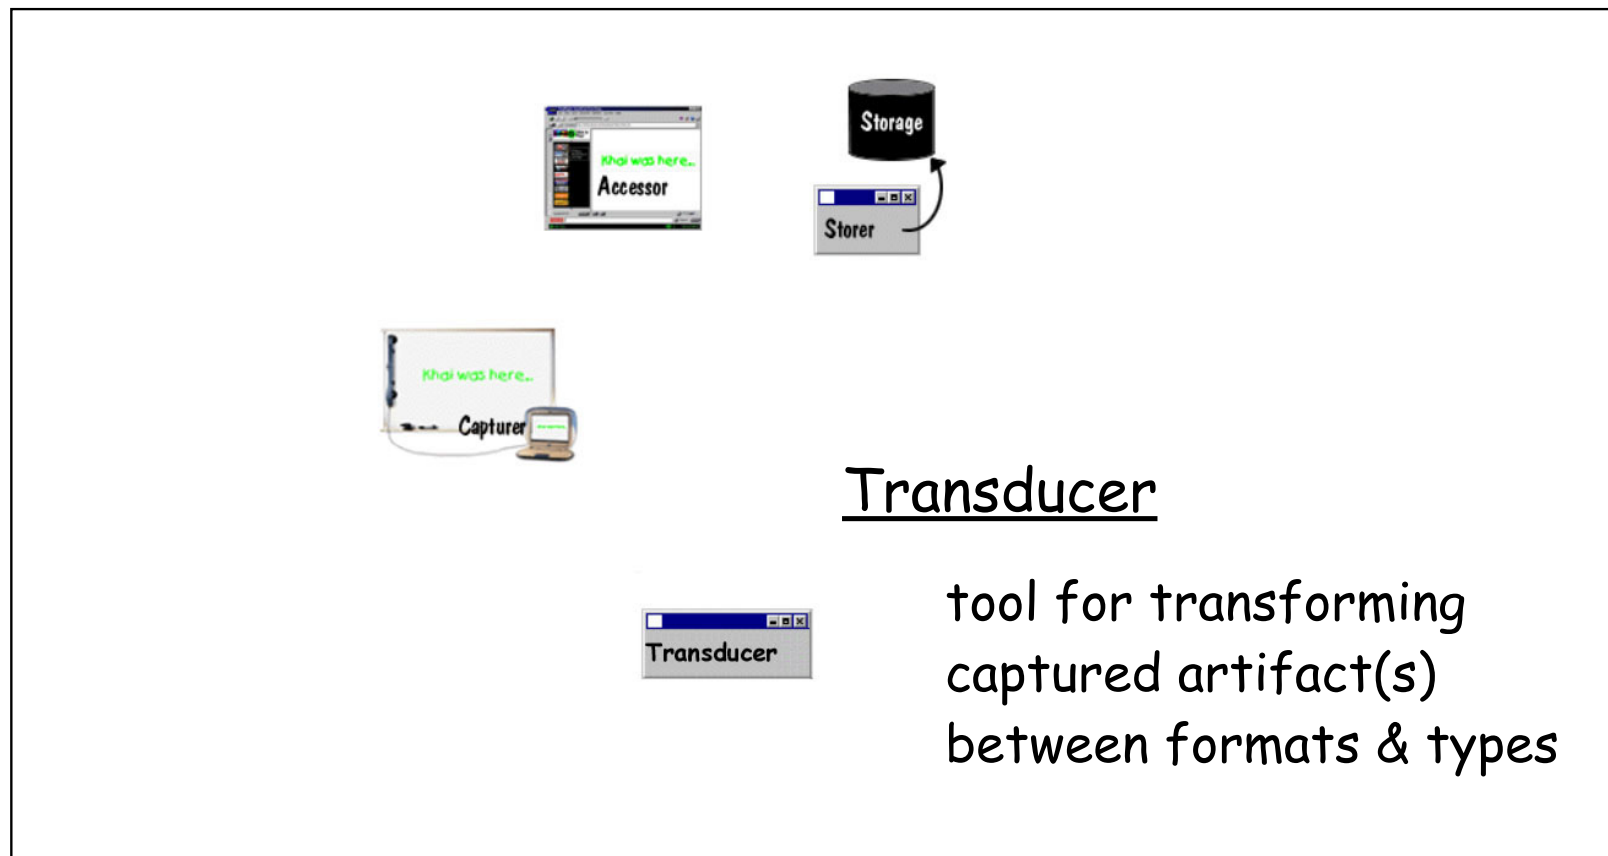 Storage
Khai was here...
Accessor
Storer
Khai was here...
Capturer
Transducer
tool for transforming
captured artifact(s)
between formats & types
Transducer